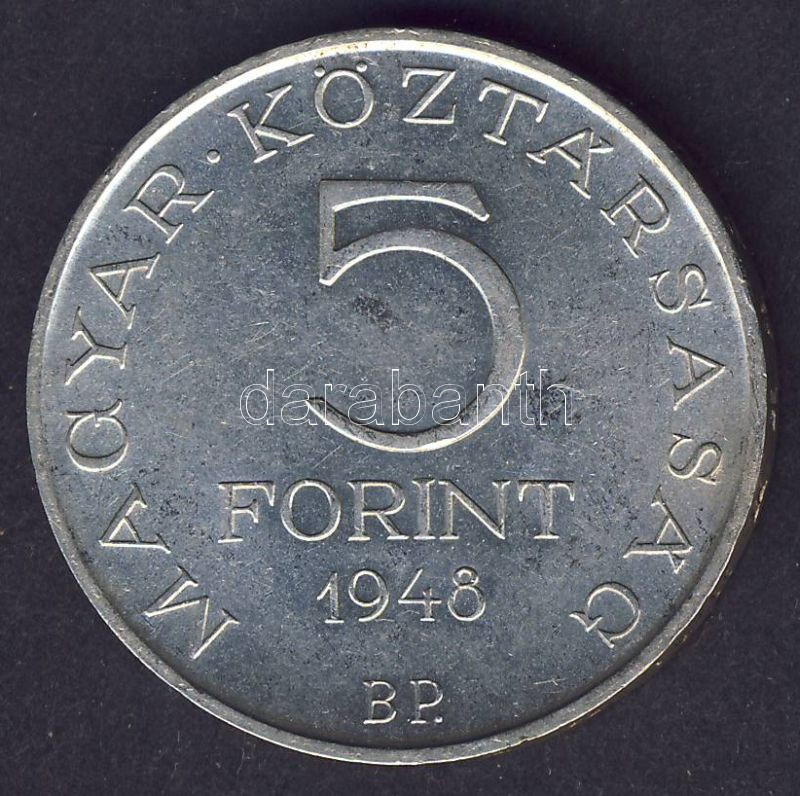 MAGYAR · KÖZTÁRSASÁG
5
FORINT
1948
BP.
darabanth